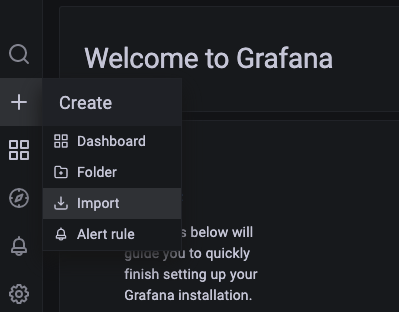 Welcome to Grafana
Create
Dashboard
Folder
Import
Alert rule
below will
guide you to quickly
finish setting up your
Grafana installation.